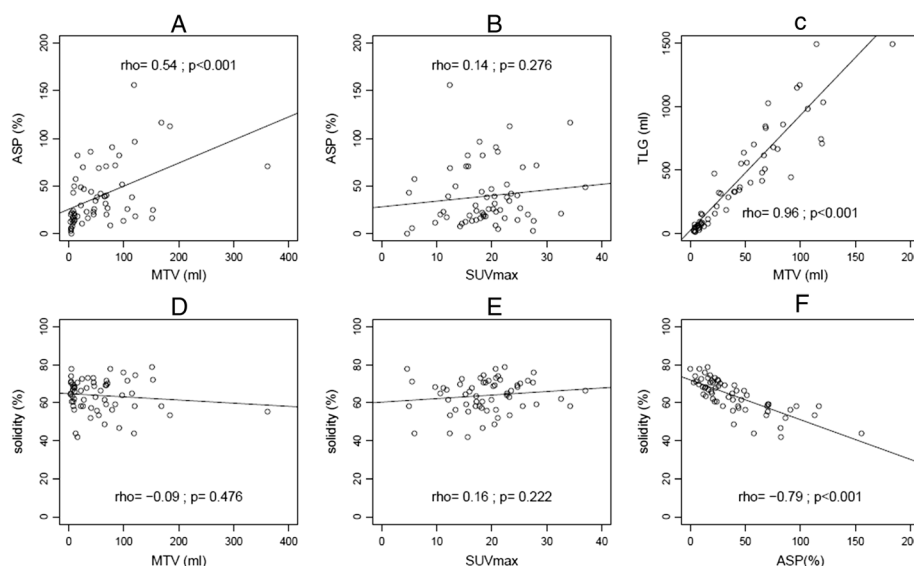 A
ASP (%)
200
150
100
50
0
rho= 0.54 ; p<0.001
0 100 200 300 400
MTV (ml)
B
ASP (%)
200
150
100
50
0
rho= 0.14 ; p= 0.276
0 10 20 30 40
SUVmax
c
TLG (ml)
1500
1000
500
0
rho= 0.96 ; p<0.001
0 50 100 150 200
MTV (ml)
D
solidity (%)
100
80
60
40
20
0
rho= −0.09 ; p= 0.476
0 100 200 300 400
MTV (ml)
E
solidity (%)
100
80
60
40
20
0
rho= 0.16 ; p= 0.222
0 10 20 30 40
SUVmax
F
solidity (%)
100
80
60
40
20
0
rho= −0.79 ; p<0.001
0 50 100 150 200
ASP(%)